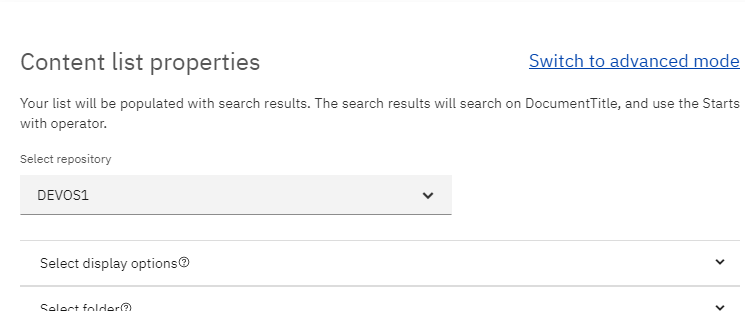 Content list properties
Switch to advanced mode
Your list will be populated with search results. The search results will search on DocumentTitle, and use the Starts
with operator.
Select repository
DEVOS1
Select display options
Select folder